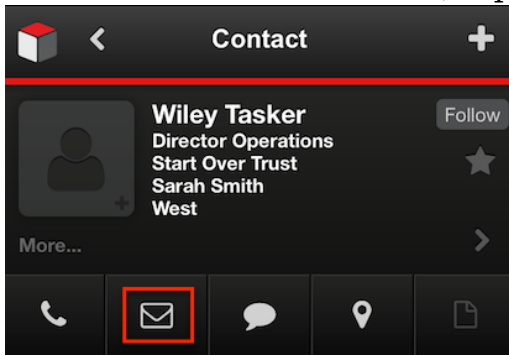 Contact
Wiley Tasker
Follow
Director Operations
Start Over Trust
Sarah Smith
West
More...